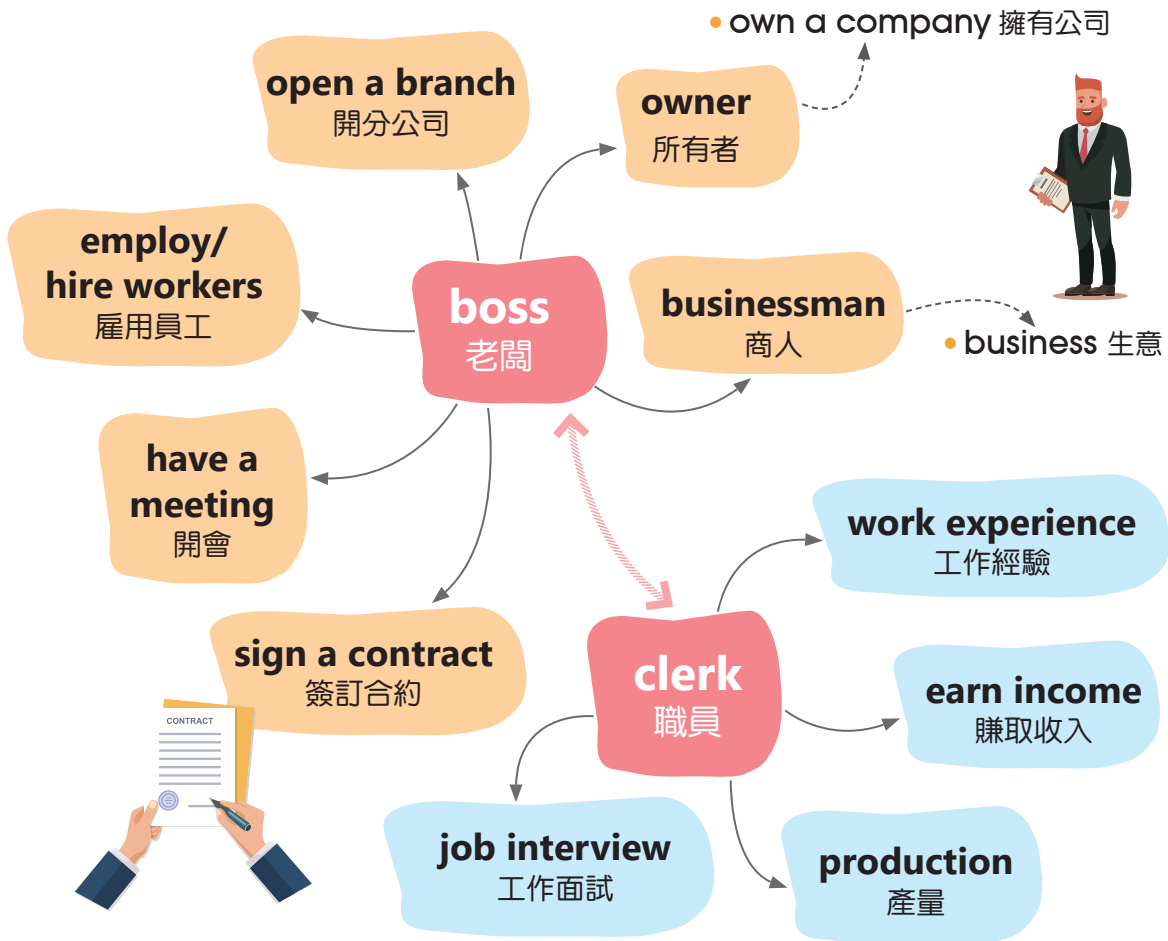 • own a company 擁有公司
open a branch
開分公司
owner
所有者
employ/
hire workers
雇用員工
boss
老闆
businessman
商人
• business 生意
have a
meeting
開會
work experience
工作經驗
sign a contract
簽訂合約
clerk
職員
earn income
賺取收入
CONTRACT
job interview
工作面試
production
產量